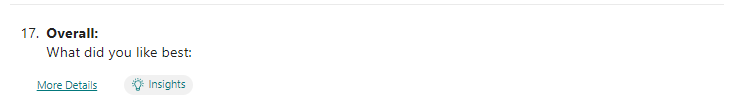 17. Overall:
What did you like best:
More Details Insights